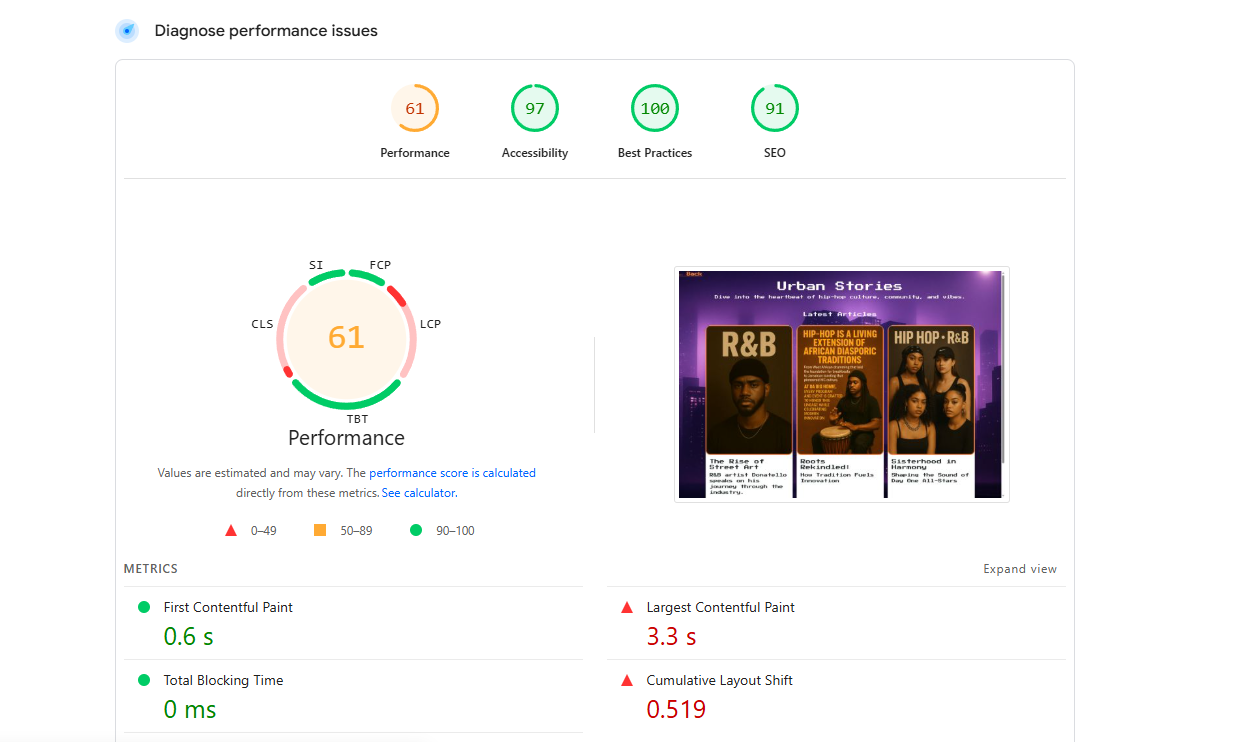 Diagnose performance issues
61
97
100
91
Performance
Accessibility
Best Practices
SEO
SI
FCP
CLS
LCP
61
TBT
Performance
Values are estimated and may vary. The performance score is calculated
directly from these metrics. See calculator.
0–49
50–89
90–100
Back
Urban Stories
Dive into the heartbeat of hip-hop culture, community, and vibes.
Latest Articles
R&B
HIP-HOP IS A LIVING
EXTENSION OF
AFRICAN DIASPORIC
TRADITIONS
HIP HOP • R&B
The Rise of
Street Art
R&B artist Donatello
speaks on his
journey through the
industry.
Roots
Rekindled!
How Tradition Fuels
Innovation
Sisterhood in
Harmony
Sharing the Sound of
Day One All-Stars
METRICS
Expand view
First Contentful Paint
0.6 s
Largest Contentful Paint
3.3 s
Total Blocking Time
0 ms
Cumulative Layout Shift
0.519